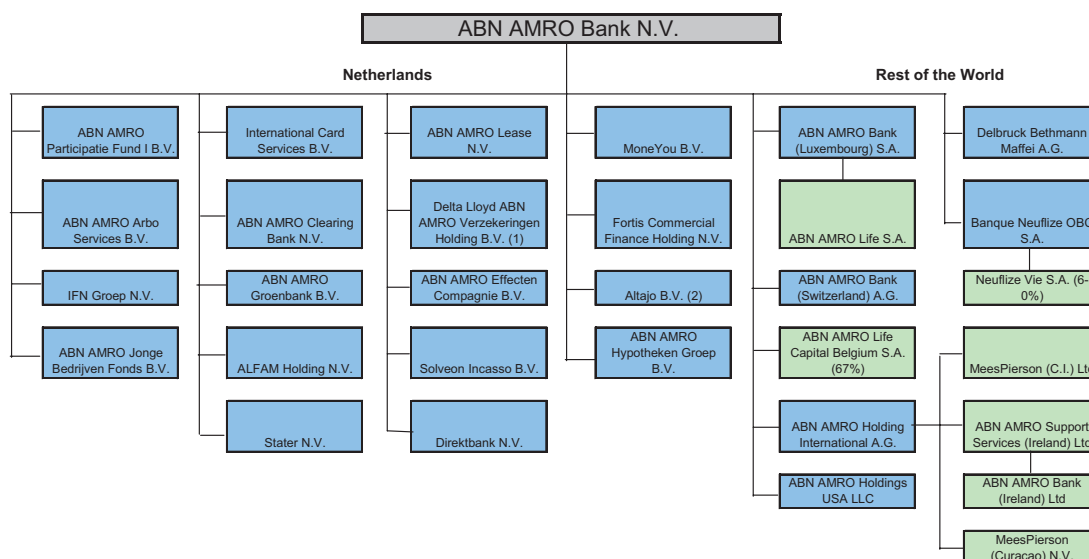 ABN AMRO Bank N.V.
Netherlands
Rest of the World
ABN AMRO
Participatie Fund I B.V.
ABN AMRO Arbo
Services B.V.
IFN Groep N.V.
ABN AMRO Jonge
Bedrijven Fonds B.V.
International Card
Services B.V.
ABN AMRO Clearing
Bank N.V.
ABN AMRO
Groenbank B.V.
ALFAM Holding N.V.
Stater N.V.
ABN AMRO Lease
N.V.
Delta Lloyd ABN
AMRO Verzekeringen
Holding B.V. (1)
ABN AMRO Effecten
Compagnie B.V.
Solveon Incasso B.V.
Direktbank N.V.
MoneYou B.V.
Fortis Commercial
Finance Holding N.V.
Altajo B.V. (2)
ABN AMRO
Hypotheken Groep
B.V.
ABN AMRO Bank
(Luxembourg) S.A.
ABN AMRO Life S.A.
ABN AMRO Bank
(Switzerland) A.G.
ABN AMRO Life
Capital Belgium S.A.
(67%)
ABN AMRO Holding
International A.G.
ABN AMRO Holdings
USA LLC
Delbruck Bethmann
Maffei A.G.
Banque Neuflize OBC
S.A.
Neuflize Vie S.A. (6-
0%)
MeesPierson (C.I.) Ltd
ABN AMRO Support
Services (Ireland) Ltd
ABN AMRO Bank
(Ireland) Ltd
MeesPierson
(Curacao) N.V.